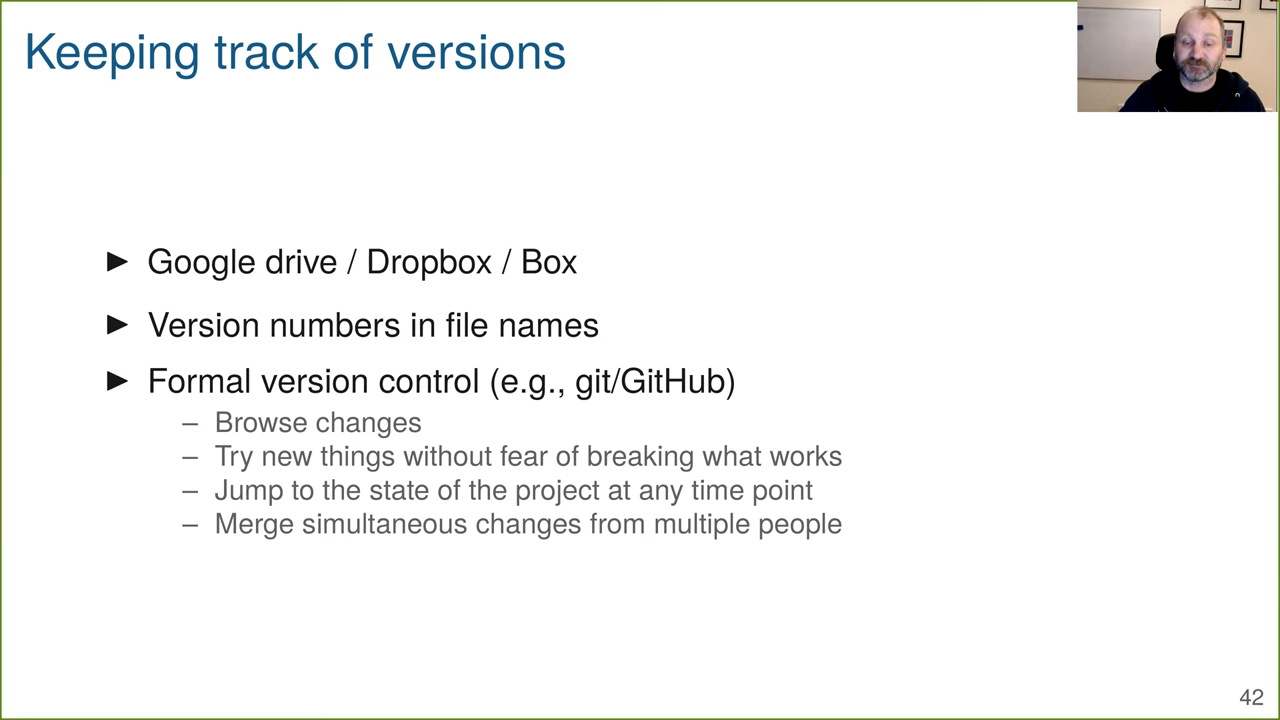 Keeping track of versions
▶ Google drive / Dropbox / Box
▶ Version numbers in file names
▶ Formal version control (e.g., git/GitHub)
– Browse changes
– Try new things without fear of breaking what works
– Jump to the state of the project at any time point
– Merge simultaneous changes from multiple people
42